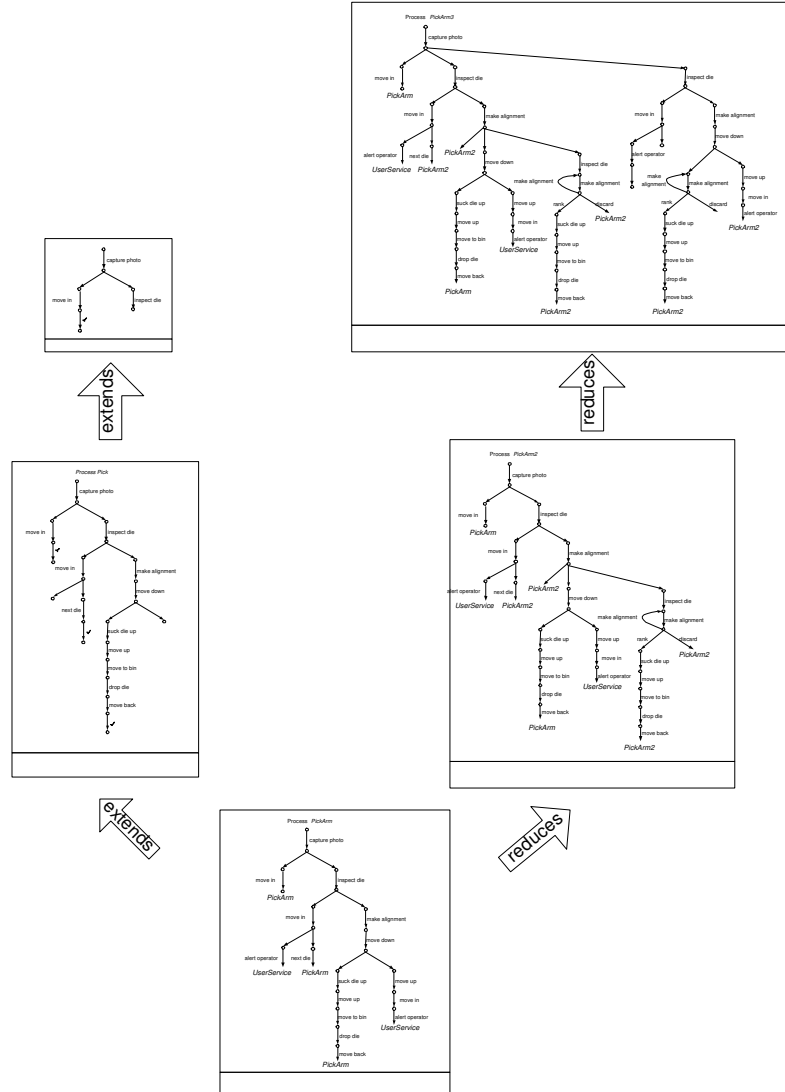 Process PickArm3
capture photo
move in
inspect die
inspect die
PickArm
move in
make alignment
move in
make alignment
alert operator
next die
PickArm2
move down
inspect die
alert operator
move down
UserService
PickArm2
make alignment
make alignment
make alignment
make alignment
move up
suck die up
move up
rank
discard
rank
discard
move in
move up
move in
suck die up
PickArm2
suck die up
alert operator
move to bin
alert operator
move up
move up
PickArm2
drop die
UserService
move to bin
move to bin
move back
drop die
drop die
PickArm
move back
move back
PickArm2
PickArm2
capture photo
move in
inspect die
extends
reduces
Process Pick
capture photo
move in
inspect die
move in
make alignment
move down
next die
suck die up
move up
move to bin
drop die
move back
Process PickArm2
capture photo
move in
inspect die
PickArm
move in
make alignment
alert operator
next die
PickArm2
move down
inspect die
UserService
PickArm2
make alignment
make alignment
suck die up
move up
rank
discard
move up
move in
suck die up
PickArm2
move to bin
alert operator
move up
drop die
UserService
move to bin
move back
drop die
PickArm
move back
PickArm2
extends
reduces
Process PickArm
capture photo
move in
inspect die
PickArm
move in
make alignment
move down
alert operator
next die
UserService
PickArm
suck die up
move up
move up
move in
move to bin
alert operator
drop die
UserService
move back
PickArm